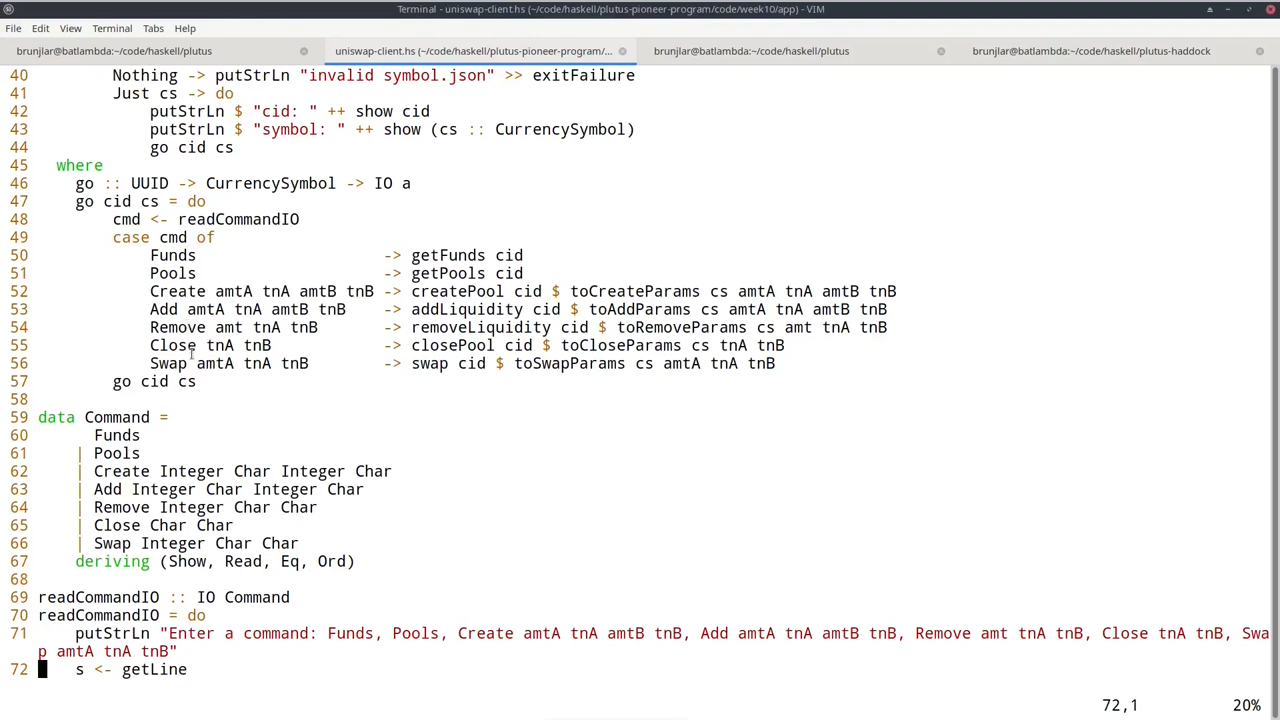 Terminal - uniswap-client.hs (~/code/haskell/plutus-pioneer-program/code/week10/app) - VIM
File Edit View Terminal Tabs Help
brunjlar@batlambda:~/code/haskell/plutus
uniswap-client.hs (~/code/haskell/plutus-pioneer-program/...
brunjlar@batlambda:~/code/haskell/plutus
brunjlar@batlambda:~/code/haskell/plutus-haddock
40         Nothing -> putStrLn "invalid symbol.json" >> exitFailure
41         Just cs -> do
42             putStrLn $ "cid: " ++ show cid
43             putStrLn $ "symbol: " ++ show (cs :: CurrencySymbol)
44             go cid cs
45   where
46     go :: UUID -> CurrencySymbol -> IO a
47     go cid cs = do
48         cmd <- readCommandIO
49         case cmd of
50             Funds                    -> getFunds cid
51             Pools                    -> getPools cid
52             Create amtA tnA amtB tnB -> createPool cid $ toCreateParams cs amtA tnA amtB tnB
53             Add amtA tnA amtB tnB    -> addLiquidity cid $ toAddParams cs amtA tnA amtB tnB
54             Remove amt tnA tnB       -> removeLiquidity cid $ toRemoveParams cs amt tnA tnB
55             Close tnA tnB            -> closePool cid $ toCloseParams cs tnA tnB
56             Swap amtA tnA tnB        -> swap cid $ toSwapParams cs amtA tnA tnB
57         go cid cs
58
59 data Command =
60       Funds
61     | Pools
62     | Create Integer Char Integer Char
63     | Add Integer Char Integer Char
64     | Remove Integer Char Char
65     | Close Char Char
66     | Swap Integer Char Char
67     deriving (Show, Read, Eq, Ord)
68
69 readCommandIO :: IO Command
70 readCommandIO = do
71     putStrLn "Enter a command: Funds, Pools, Create amtA tnA amtB tnB, Add amtA tnA amtB tnB, Remove amt tnA tnB, Close tnA tnB, Swa
p amtA tnA tnB"
72     s <- getLine
72,1 20%